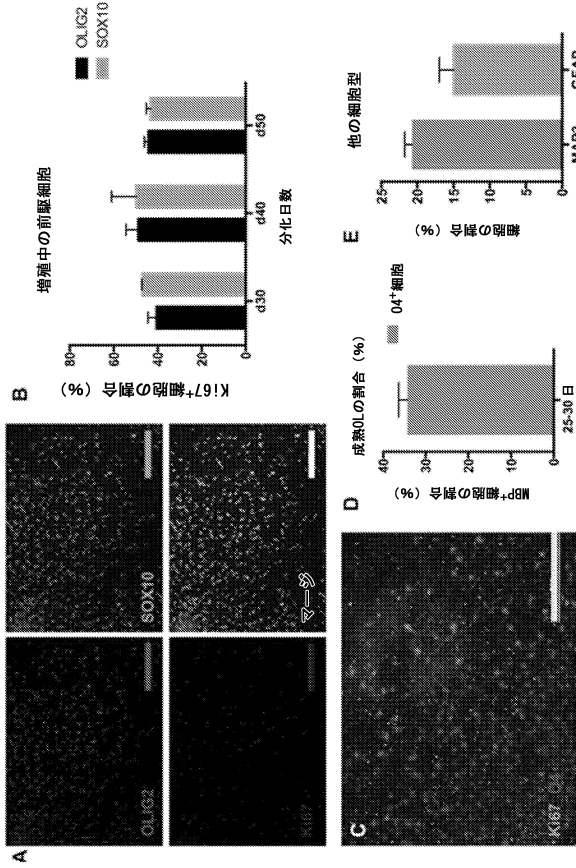 A
OLIG2
SOX10
Ki67
マージ
B
増殖中の前駆細胞
OLIG2
SOX10
Ki67⁺細胞の割合（%）
80
60
40
20
0
d30
d40
d50
分化日数
C
Ki67 O4
D
成熟OLの割合（%）
O4⁺細胞
MBP⁺細胞の割合（%）
40
30
20
10
0
25-30 日
E
他の細胞型
細胞の割合（%）
25
20
15
10
5
0
MAP2
GFAP